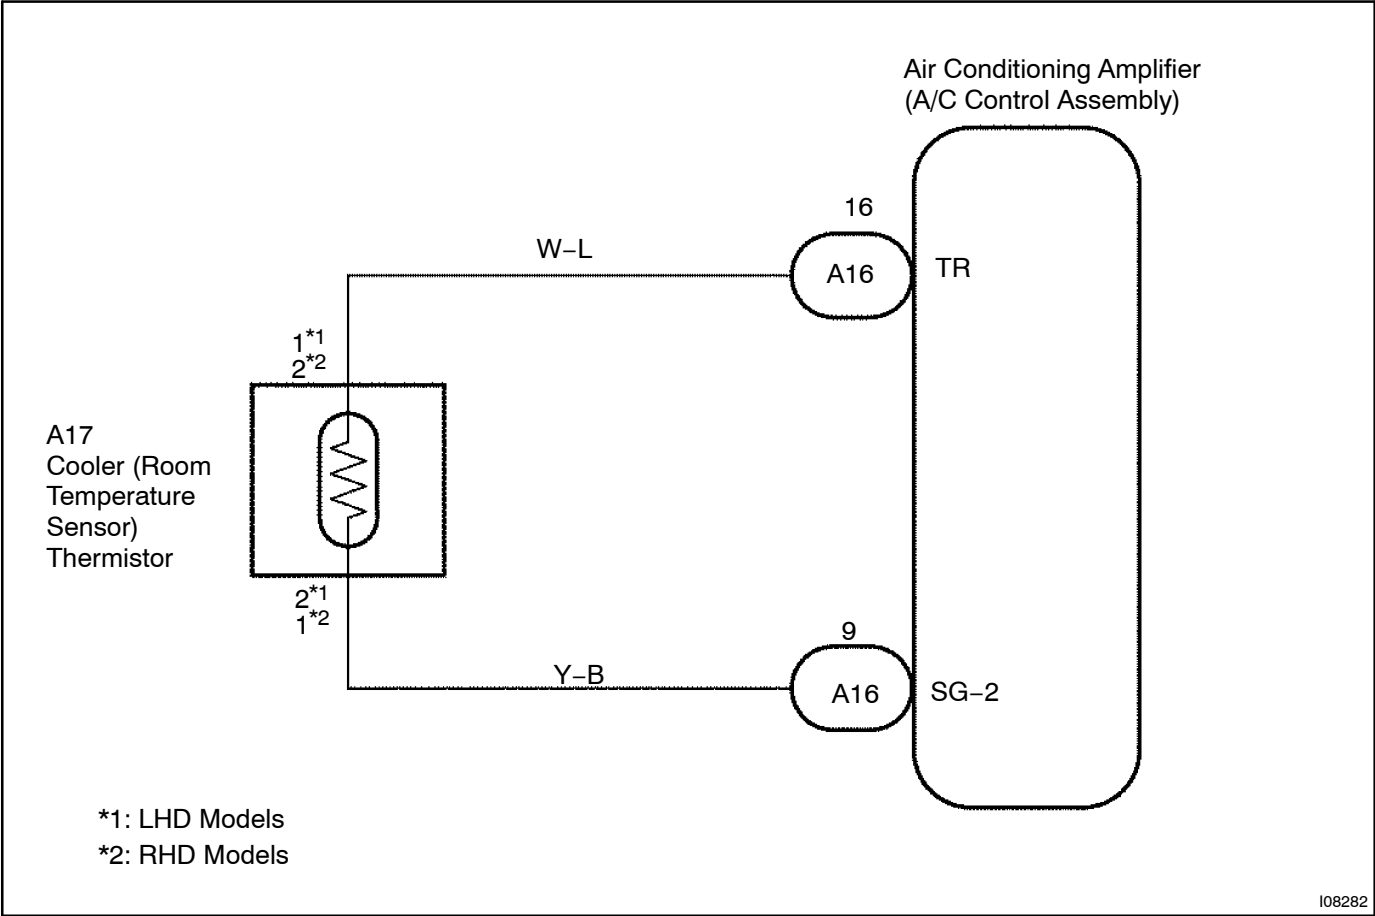 Air Conditioning Amplifier
(A/C Control Assembly)
16
W−L
A16
TR
1*1
2*2
A17
Cooler (Room
Temperature
Sensor)
Thermistor
2*1
1*2
9
Y−B
A16
SG−2
*1: LHD Models
*2: RHD Models
I08282